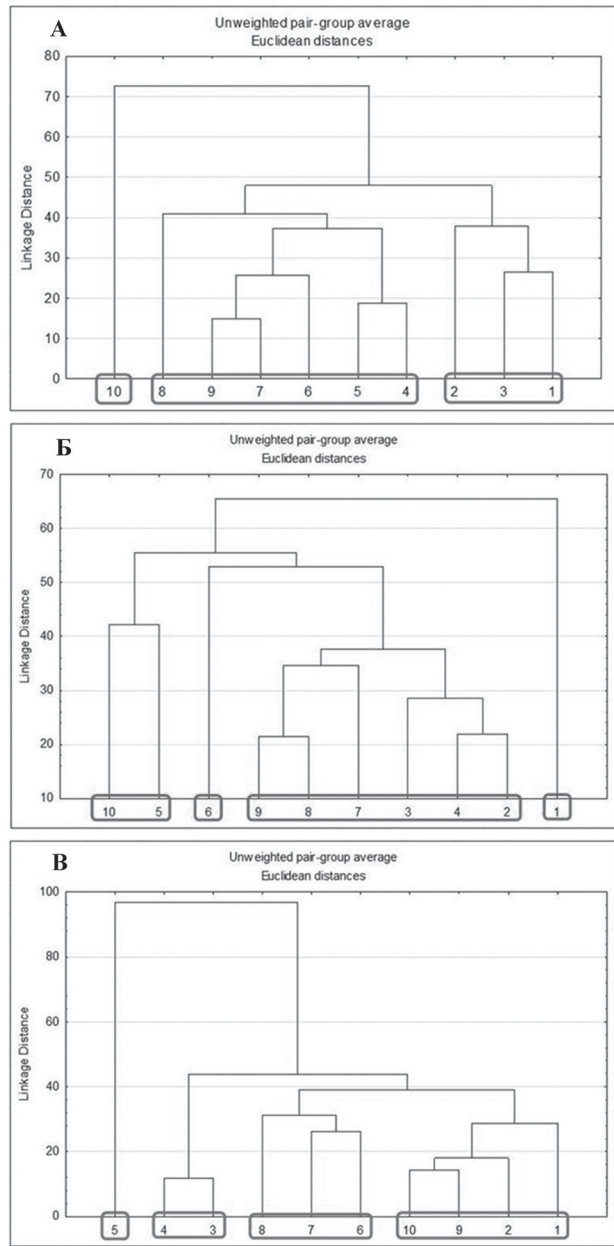 А
Unweighted pair-group average
Euclidean distances
Linkage Distance
80
70
60
50
40
30
20
10
0
10 8 9 7 6 5 4 2 3 1
Б
Unweighted pair-group average
Euclidean distances
Linkage Distance
70
60
50
40
30
20
10
10 5 6 9 8 7 3 4 2 1
В
Unweighted pair-group average
Euclidean distances
Linkage Distance
100
80
60
40
20
0
5 4 3 8 7 6 10 9 2 1